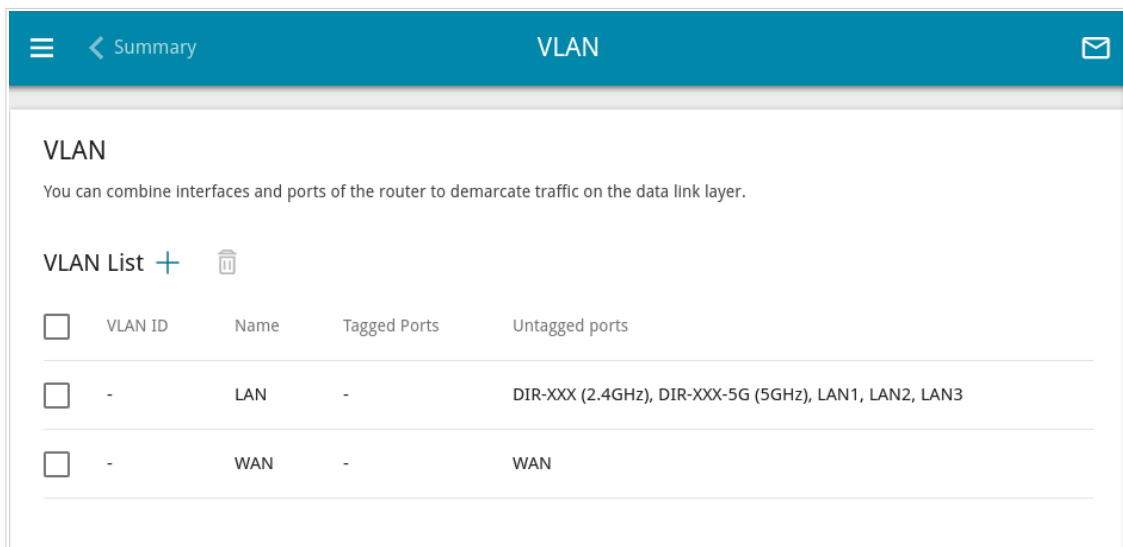 Summary
VLAN
VLAN
You can combine interfaces and ports of the router to demarcate traffic on the data link layer.
VLAN List
VLAN ID Name Tagged Ports Untagged ports
- LAN - DIR-XXX (2.4GHz), DIR-XXX-5G (5GHz), LAN1, LAN2, LAN3
- WAN - WAN